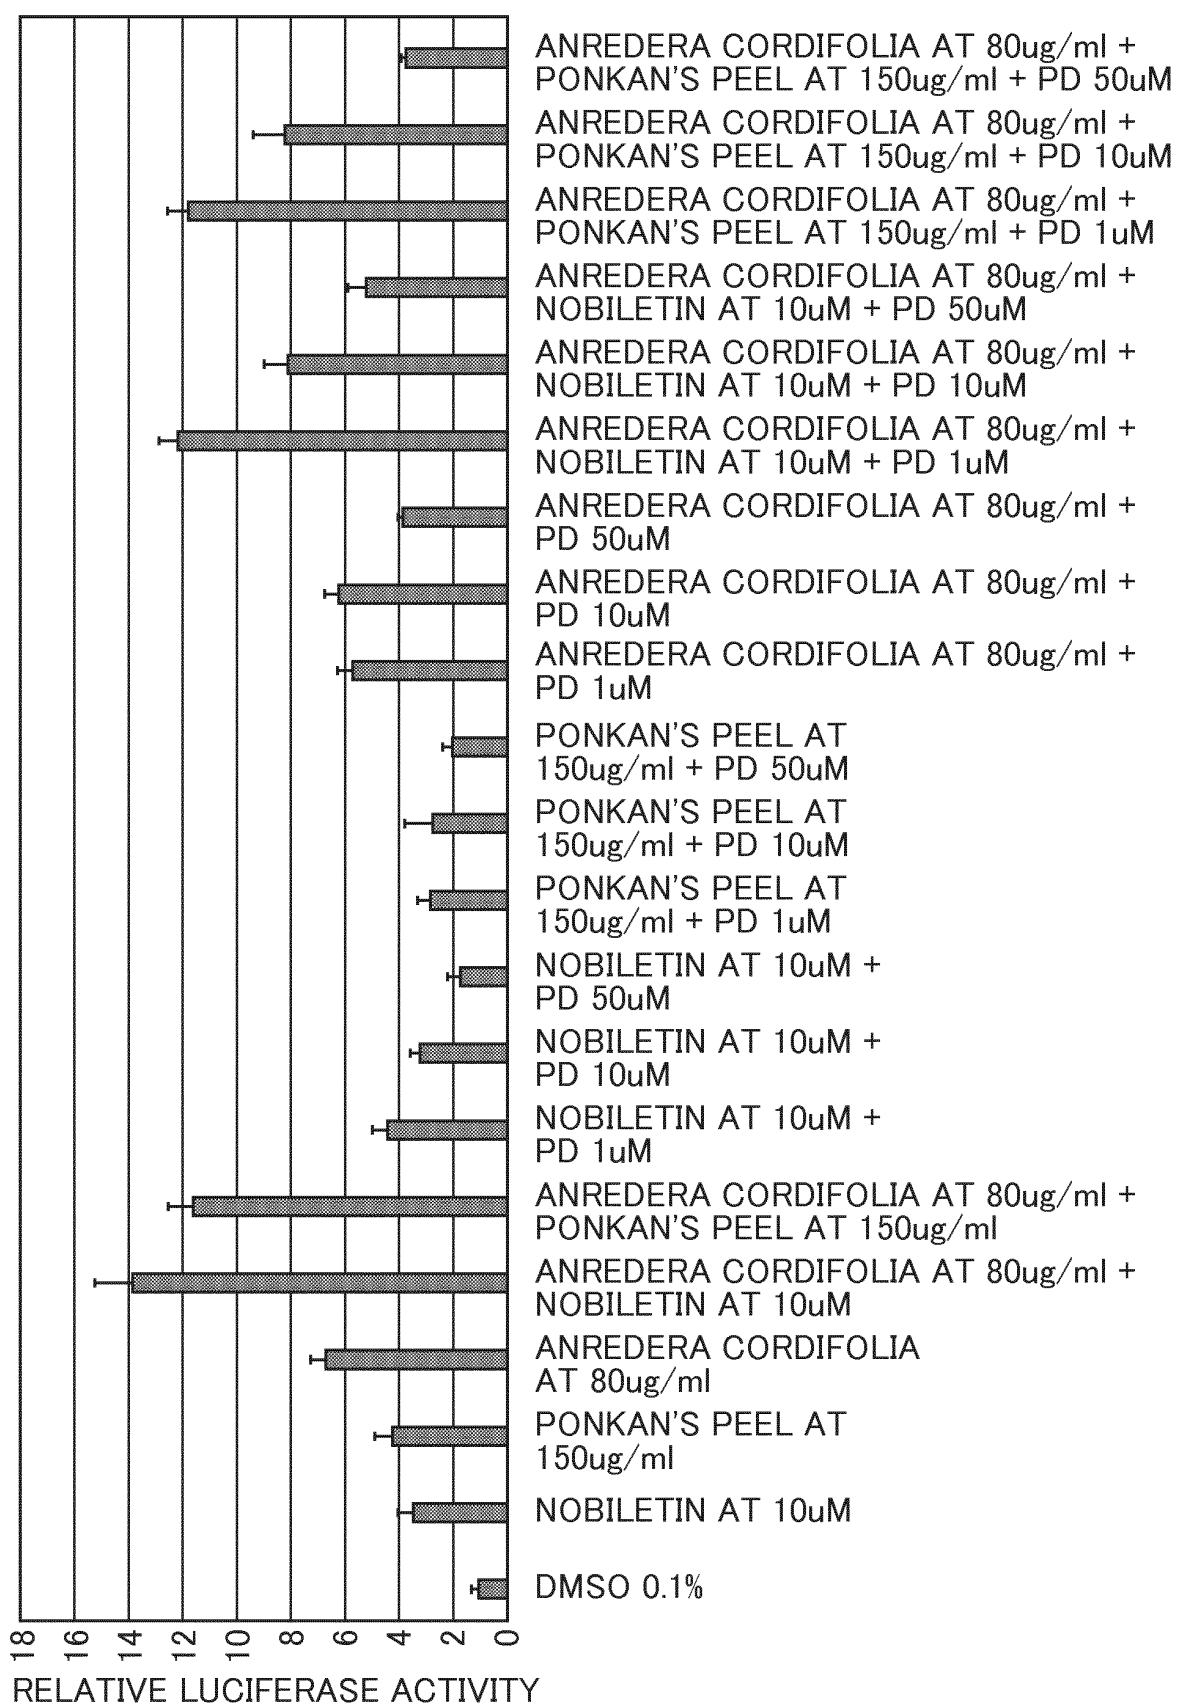 ANREDERA CORDIFOLIA AT 80ug/ml +
PONKAN'S PEEL AT 150ug/ml + PD 50uM
ANREDERA CORDIFOLIA AT 80ug/ml +
PONKAN'S PEEL AT 150ug/ml + PD 10uM
ANREDERA CORDIFOLIA AT 80ug/ml +
PONKAN'S PEEL AT 150ug/ml + PD 1uM
ANREDERA CORDIFOLIA AT 80ug/ml +
NOBILETIN AT 10uM + PD 50uM
ANREDERA CORDIFOLIA AT 80ug/ml +
NOBILETIN AT 10uM + PD 10uM
ANREDERA CORDIFOLIA AT 80ug/ml +
NOBILETIN AT 10uM + PD 1uM
ANREDERA CORDIFOLIA AT 80ug/ml +
PD 50uM
ANREDERA CORDIFOLIA AT 80ug/ml +
PD 10uM
ANREDERA CORDIFOLIA AT 80ug/ml +
PD 1uM
PONKAN'S PEEL AT
150ug/ml + PD 50uM
PONKAN'S PEEL AT
150ug/ml + PD 10uM
PONKAN'S PEEL AT
150ug/ml + PD 1uM
NOBILETIN AT 10uM +
PD 50uM
NOBILETIN AT 10uM +
PD 10uM
NOBILETIN AT 10uM +
PD 1uM
ANREDERA CORDIFOLIA AT 80ug/ml +
PONKAN'S PEEL AT 150ug/ml
ANREDERA CORDIFOLIA AT 80ug/ml +
NOBILETIN AT 10uM
ANREDERA CORDIFOLIA
AT 80ug/ml
PONKAN'S PEEL AT
150ug/ml
NOBILETIN AT 10uM
DMSO 0.1%
18 16 14 12 10 8 6 4 2 0
RELATIVE LUCIFERASE ACTIVITY